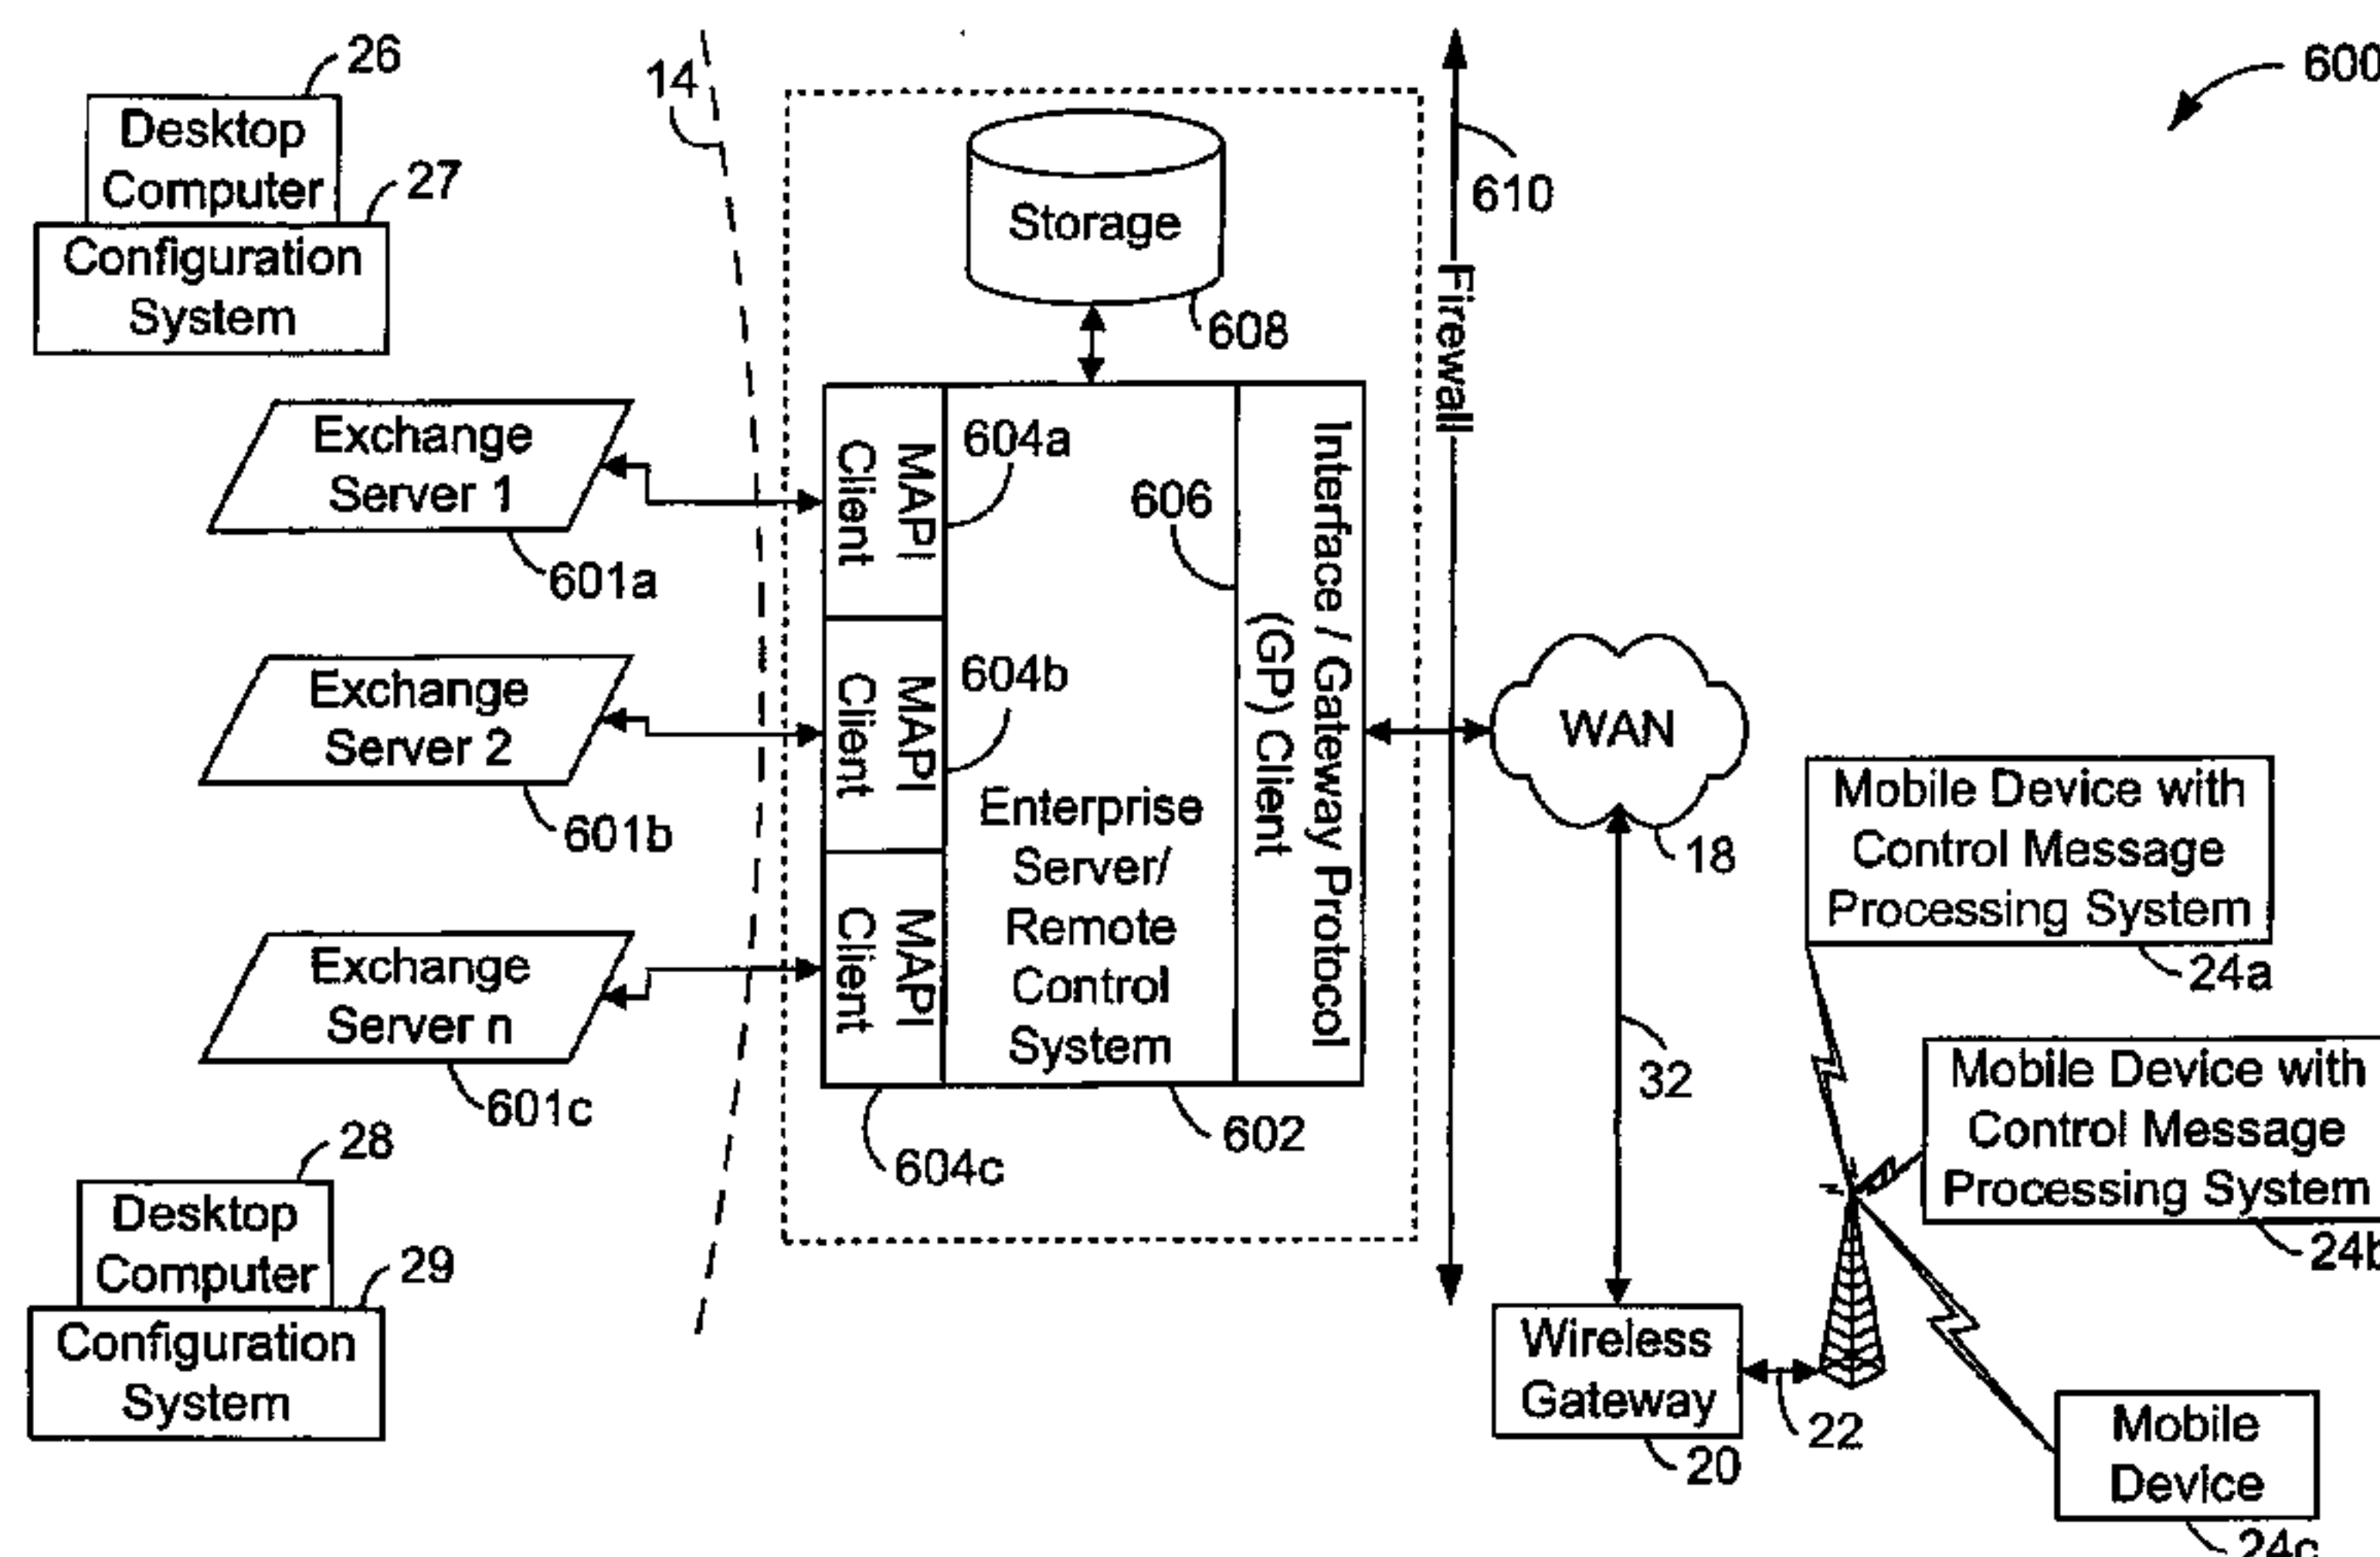 600
26
Desktop
Computer
27
Configuration
System
14
Storage
608
610
Firewall
Exchange
Server 1
601a
Exchange
Server 2
601b
Exchange
Server n
601c
28
Desktop
Computer
29
Configuration
System
MAPI
Client
604a
MAPI
Client
604b
MAPI
Client
604c
606
Enterprise
Server/
Remote
Control
System
602
Interface / Gateway Protocol
(GP) Client
WAN
18
32
Wireless
Gateway
20
22
Mobile Device with
Control Message
Processing System
24a
Mobile Device with
Control Message
Processing System
24b
Mobile
Device
24c